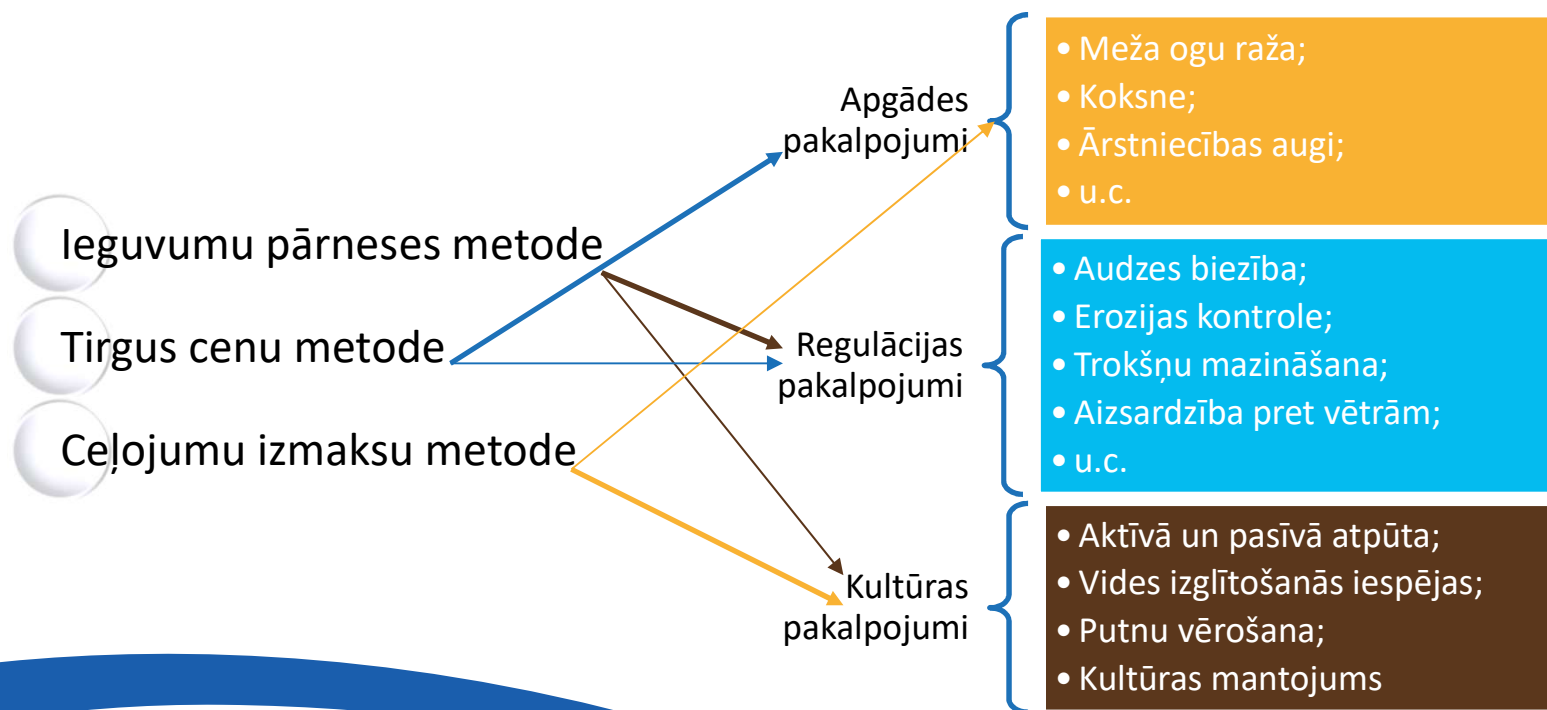 Ieguvumu pārneses metode
Tirgus cenu metode
Ceļojumu izmaksu metode
Apgādes
pakalpojumi
Regulācijas
pakalpojumi
Kultūras
pakalpojumi
• Meža ogu raža;
• Koksne;
• Ārstniecības augi;
• u.c.
• Audzes biezība;
• Erozijas kontrole;
• Trokšņu mazināšana;
• Aizsardzība pret vētrām;
• u.c.
• Aktīvā un pasīvā atpūta;
• Vides izglītošanās iespējas;
• Putnu vērošana;
• Kultūras mantojums